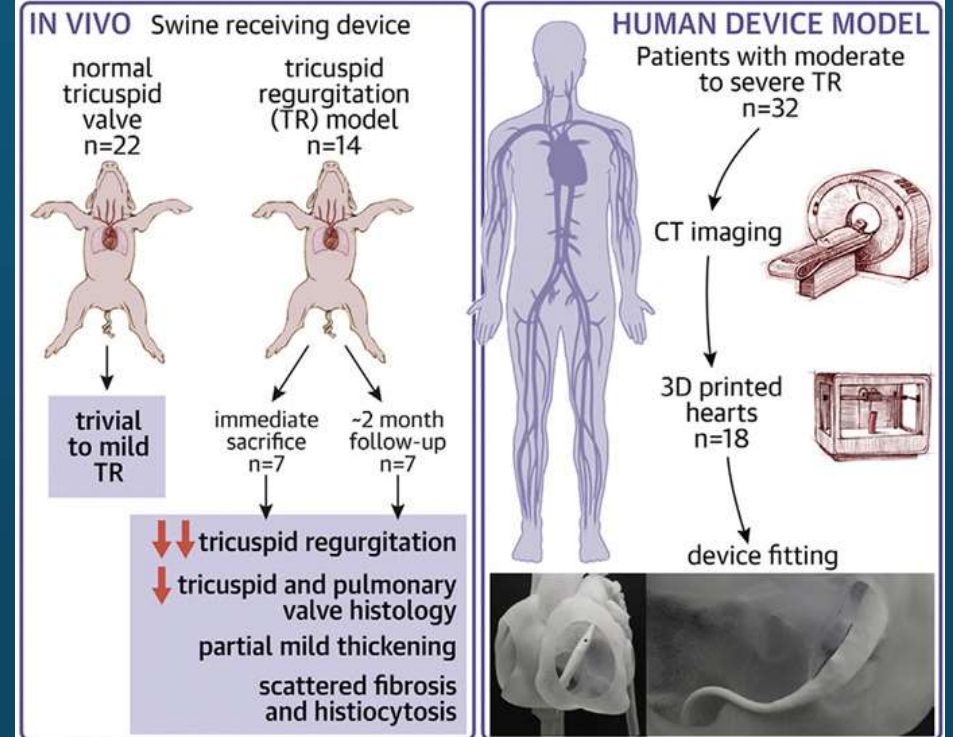 IN VIVO Swine receiving device
normal
tricuspid
valve
n=22
tricuspid
regurgitation
(TR) model
n=14
trivial
to mild
TR
immediate
sacrifice
n=7
~2 month
follow-up
n=7
tricuspid regurgitation
tricuspid and pulmonary
valve histology
partial mild thickening
scattered fibrosis
and histiocytosis
HUMAN DEVICE MODEL
Patients with moderate
to severe TR
n=32
CT imaging
3D printed
hearts
n=18
device fitting